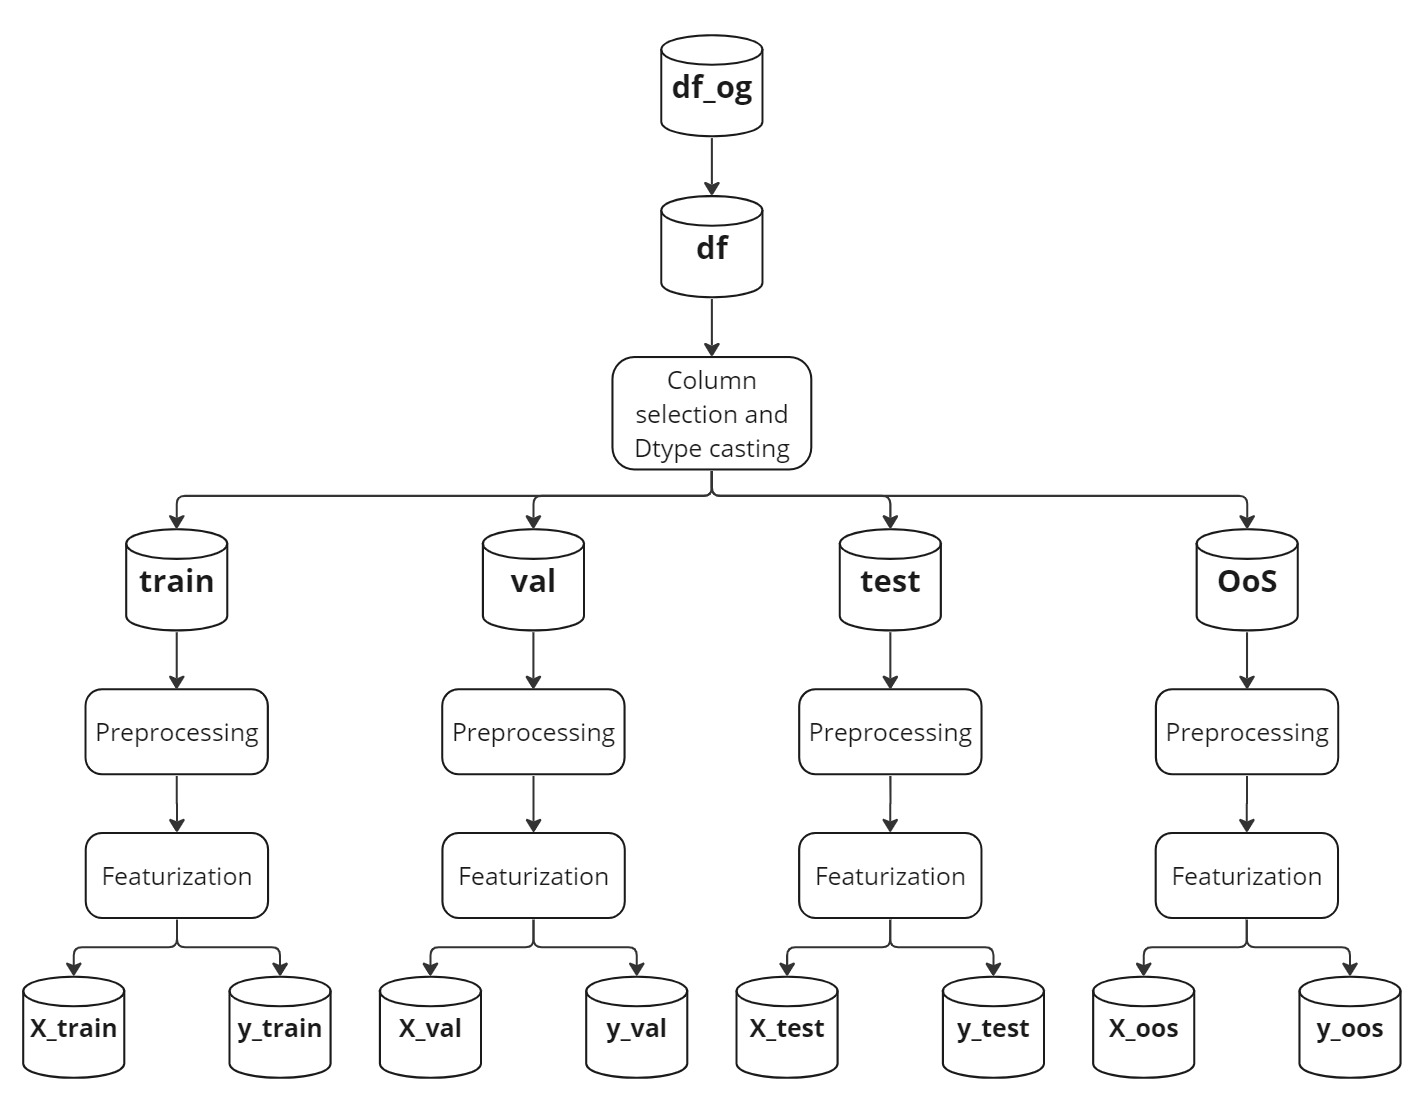 df_og
df
Column
selection and
Dtype casting
train
val
test
OoS
Preprocessing
Preprocessing
Preprocessing
Preprocessing
Featurization
Featurization
Featurization
Featurization
X_train
y_train
X_val
y_val
X_test
y_test
X_oos
y_oos